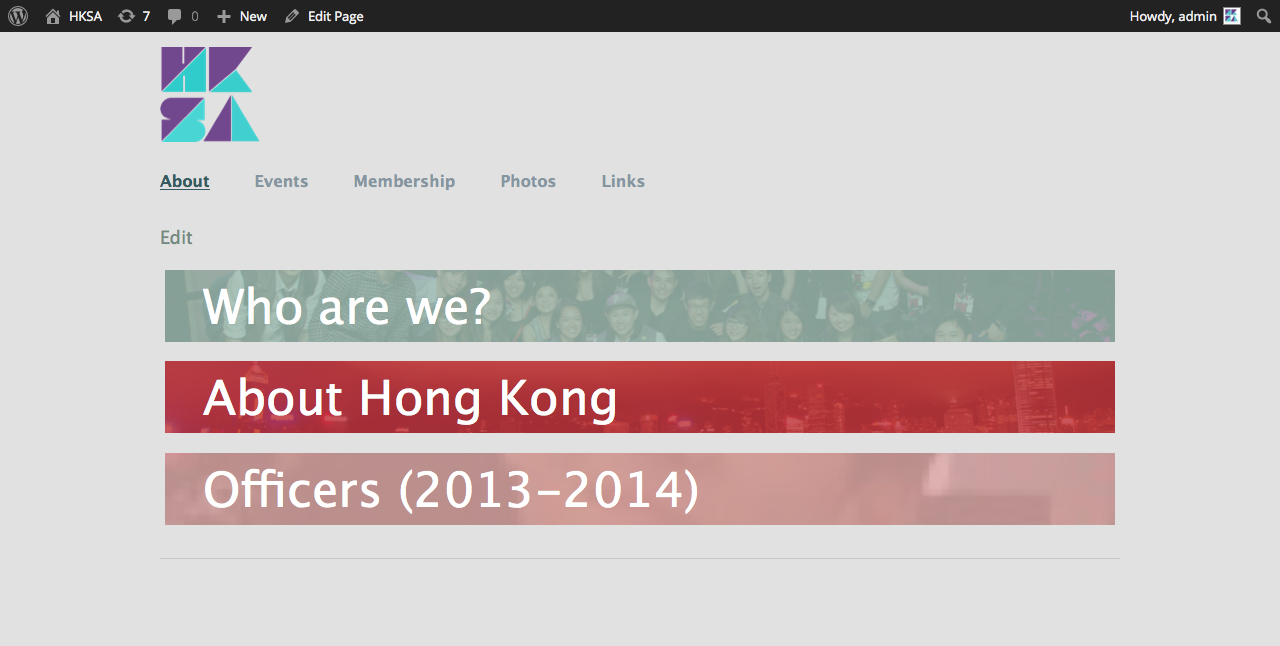 HKSA 7 0 New Edit Page Howdy, admin
HK
SA
About Events Membership Photos Links
Edit
Who are we?
About Hong Kong
Officers (2013–2014)